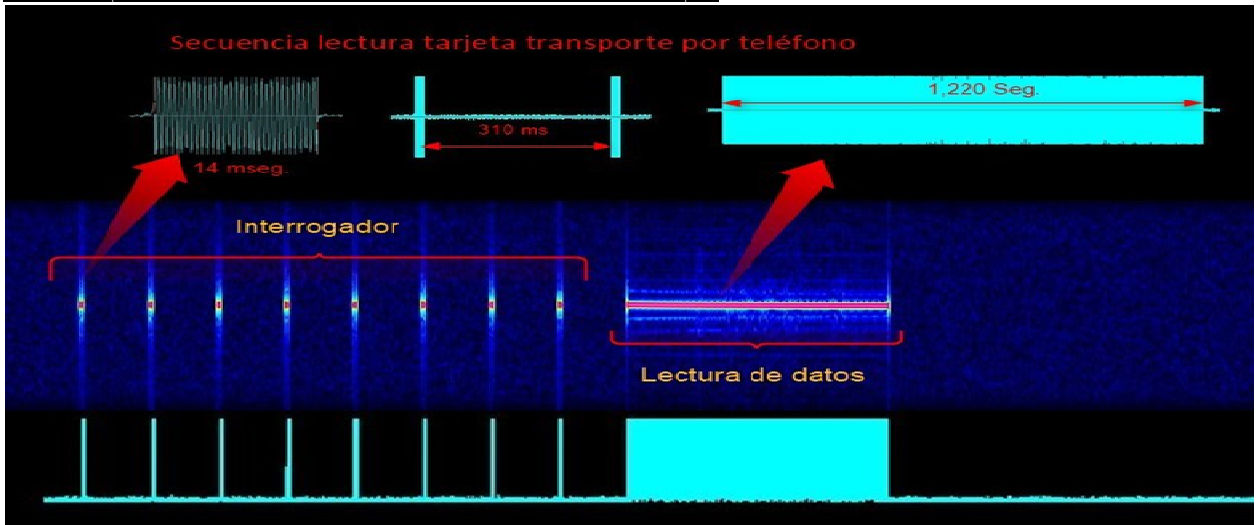 Secuencia lectura tarjeta transporte por teléfono
1,220 Seg.
310 ms
14 mseg.
Interrogador
Lectura de datos